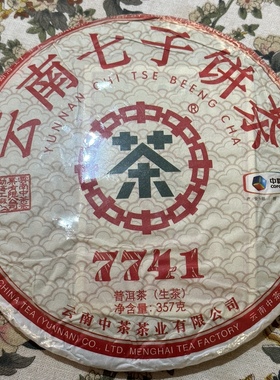 云南七子饼茶
YUNNAN CHI TSE BEENG CHA
®
茶
7741
普洱茶（生茶）
净含量：357克
云南中茶茶业有限公司
CHINA TEA (YUNNAN) CO., LTD. MENGHAI TEA FACTORY